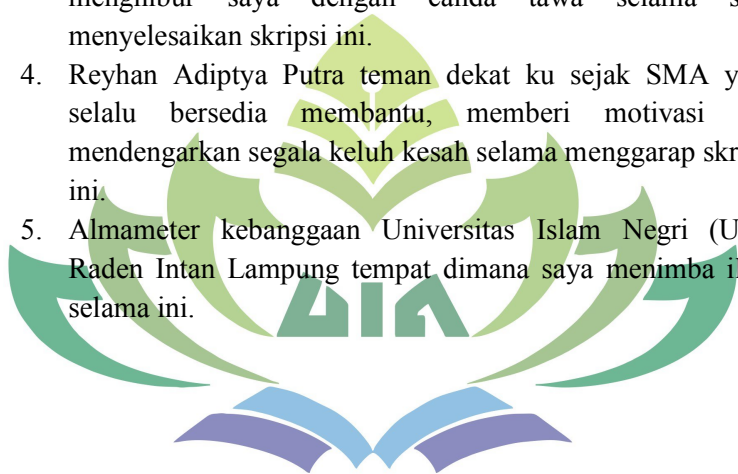 menghibur saya dengan canda tawa selama
menyelesaikan skripsi ini.
4. Reyhan Adiptya Putra teman dekat ku sejak SMA
selalu bersedia membantu, memberi motivasi
mendengarkan segala keluh kesah selama menggarap
ini.
5. Almameter kebanggaan Universitas Islam Negri
Raden Intan Lampung tempat dimana saya menimba
selama ini.
UIN